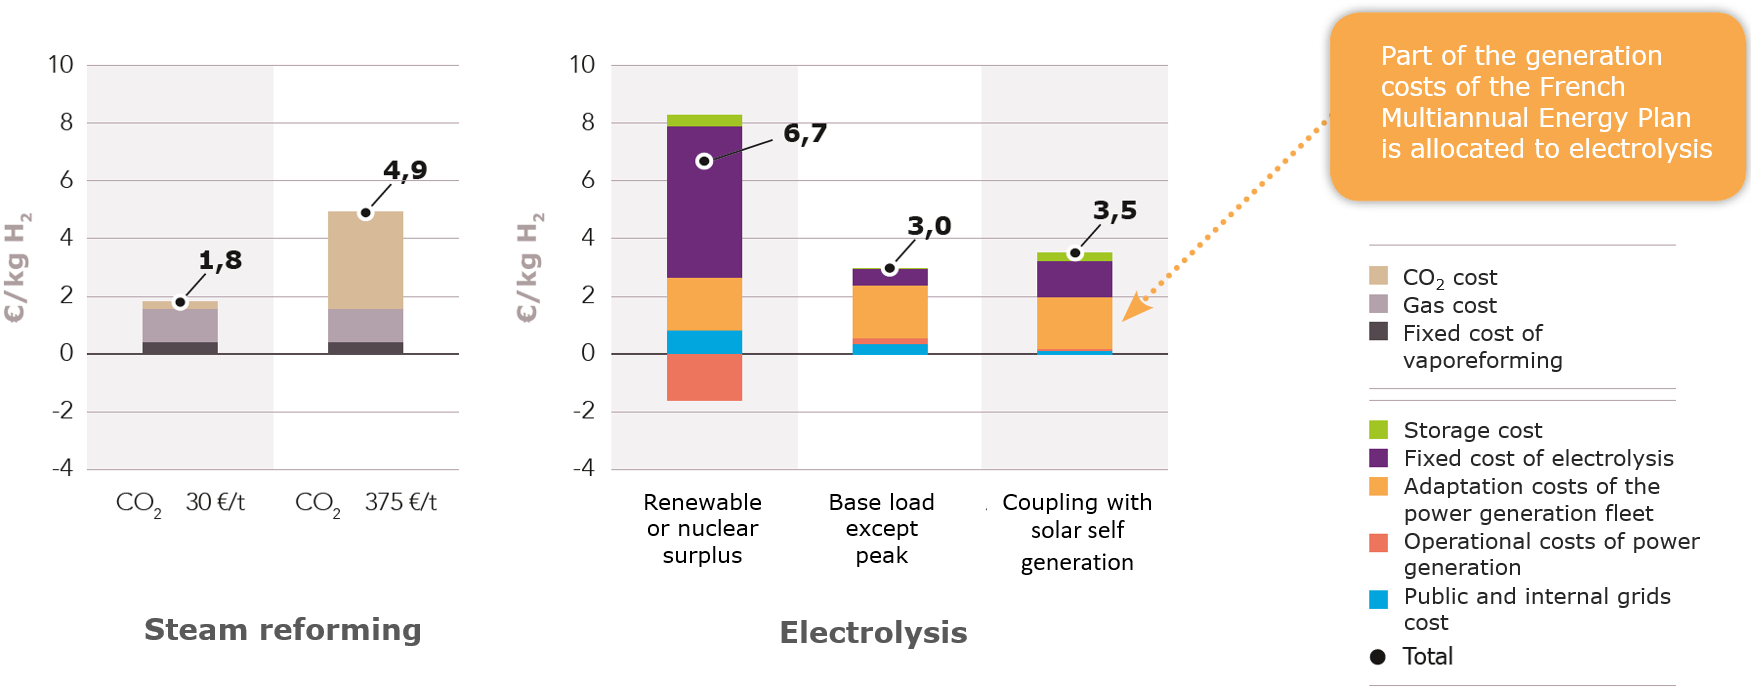 10
8
6
4
2
0
-2
-4
€/kg H2
1,8
4,9
CO2 30 €/t
CO2 375 €/t
Steam reforming
10
8
6
4
2
0
-2
-4
€/kg H2
6,7
3,0
3,5
Renewable
or nuclear
surplus
Base load
except
peak
Coupling with
solar self
generation
Electrolysis
Part of the generation
costs of the French
Multiannual Energy Plan
is allocated to electrolysis
CO2 cost
Gas cost
Fixed cost of
vaporeforming
Storage cost
Fixed cost of electrolysis
Adaptation costs of the
power generation fleet
Operational costs of power
generation
Public and internal grids
cost
Total